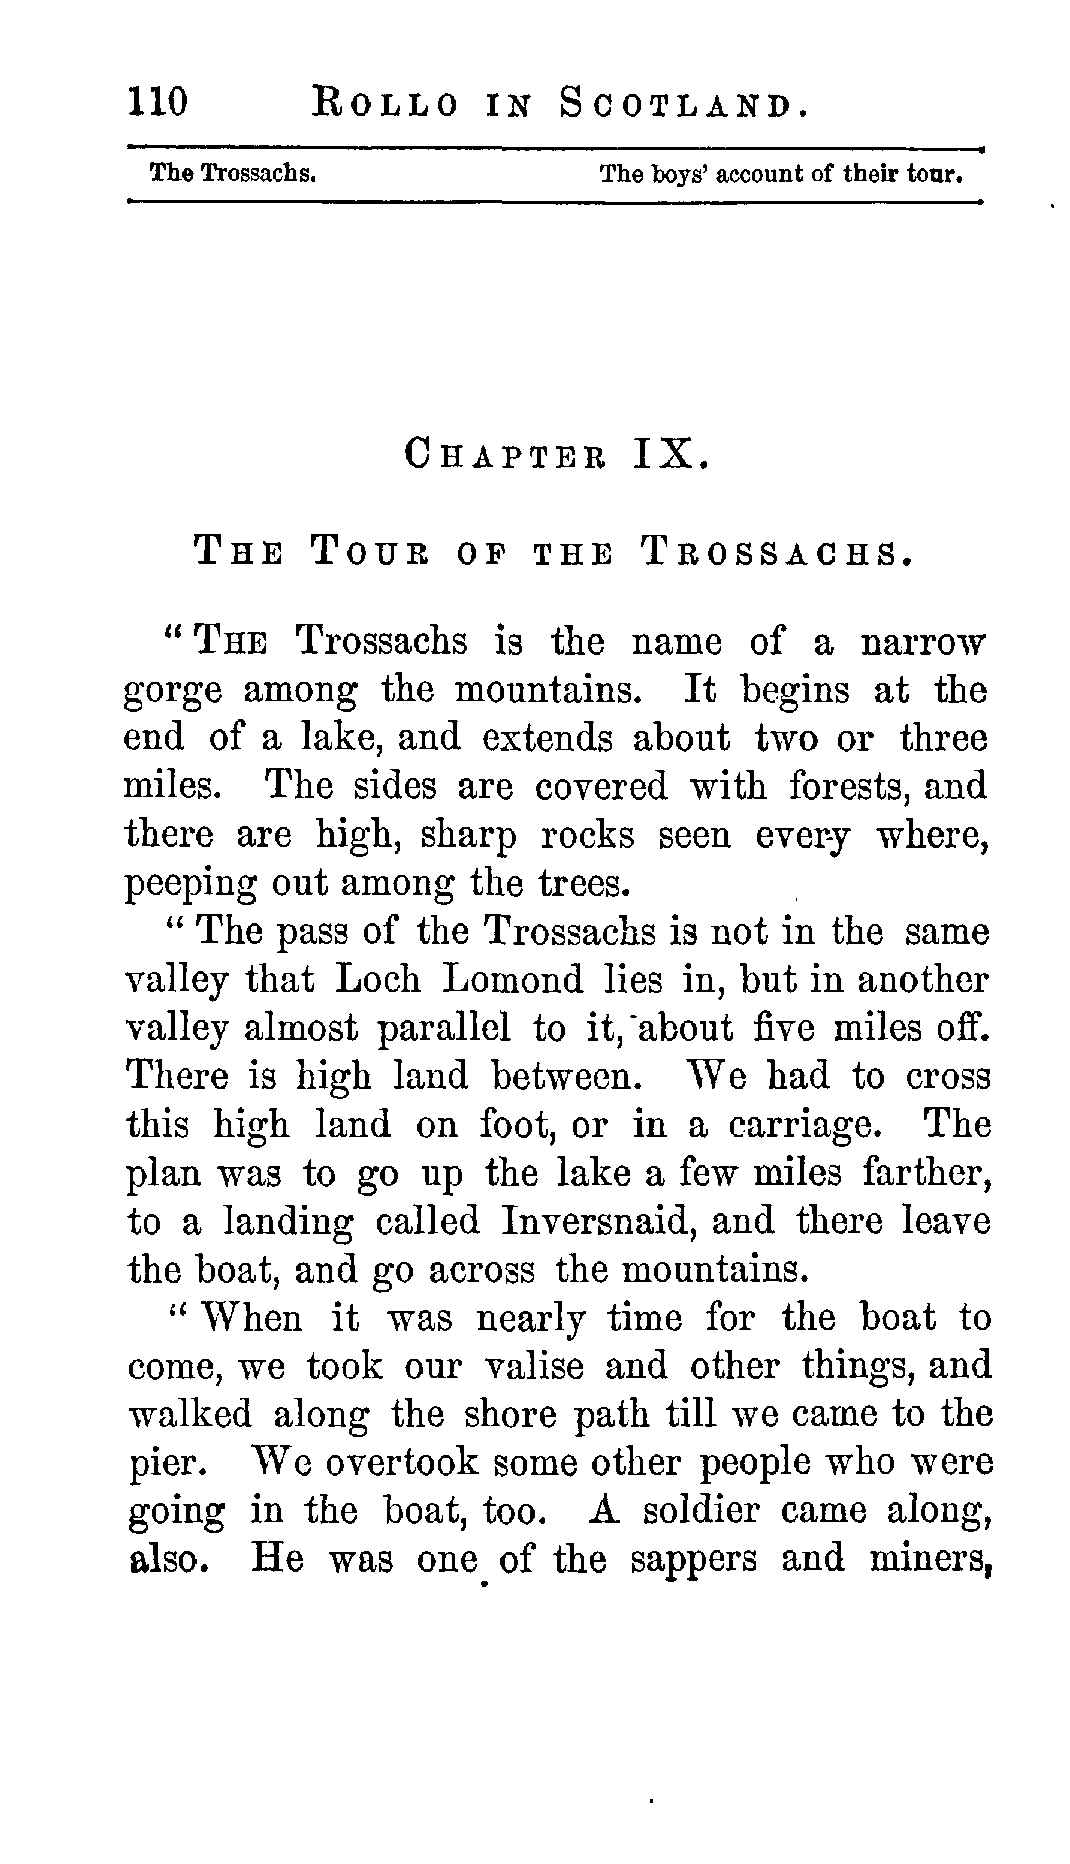 110 ROLLO IN SCOTLAND.
The Trossachs. The boys' account of their tour.
CHAPTER IX.
THE TOUR OF THE TROSSACHS.
" THE Trossachs is the name of a narrow
gorge among the mountains. It begins at the
end of a lake, and extends about two or three
miles. The sides are covered with forests, and
there are high, sharp rocks seen every where,
peeping out among the trees.
" The pass of the Trossachs is not in the same
valley that Loch Lomond lies in, but in another
valley almost parallel to it, about five miles off.
There is high land between. We had to cross
this high land on foot, or in a carriage. The
plan was to go up the lake a few miles farther,
to a landing called Inversnaid, and there leave
the boat, and go across the mountains.
" When it was nearly time for the boat to
come, we took our valise and other things, and
walked along the shore path till we came to the
pier. We overtook some other people who were
going in the boat, too. A soldier came along,
also. He was one of the sappers and miners,